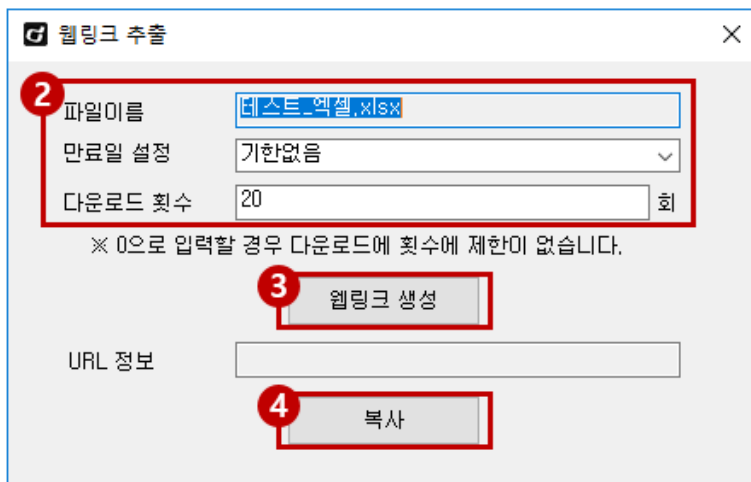 웹링크 추출
2
파일이름 테스트_엑셀.xlsx
만료일 설정 기한없음
다운로드 횟수 20 회
※ 0으로 입력할 경우 다운로드에 횟수에 제한이 없습니다.
3 웹링크 생성
URL 정보
4 복사